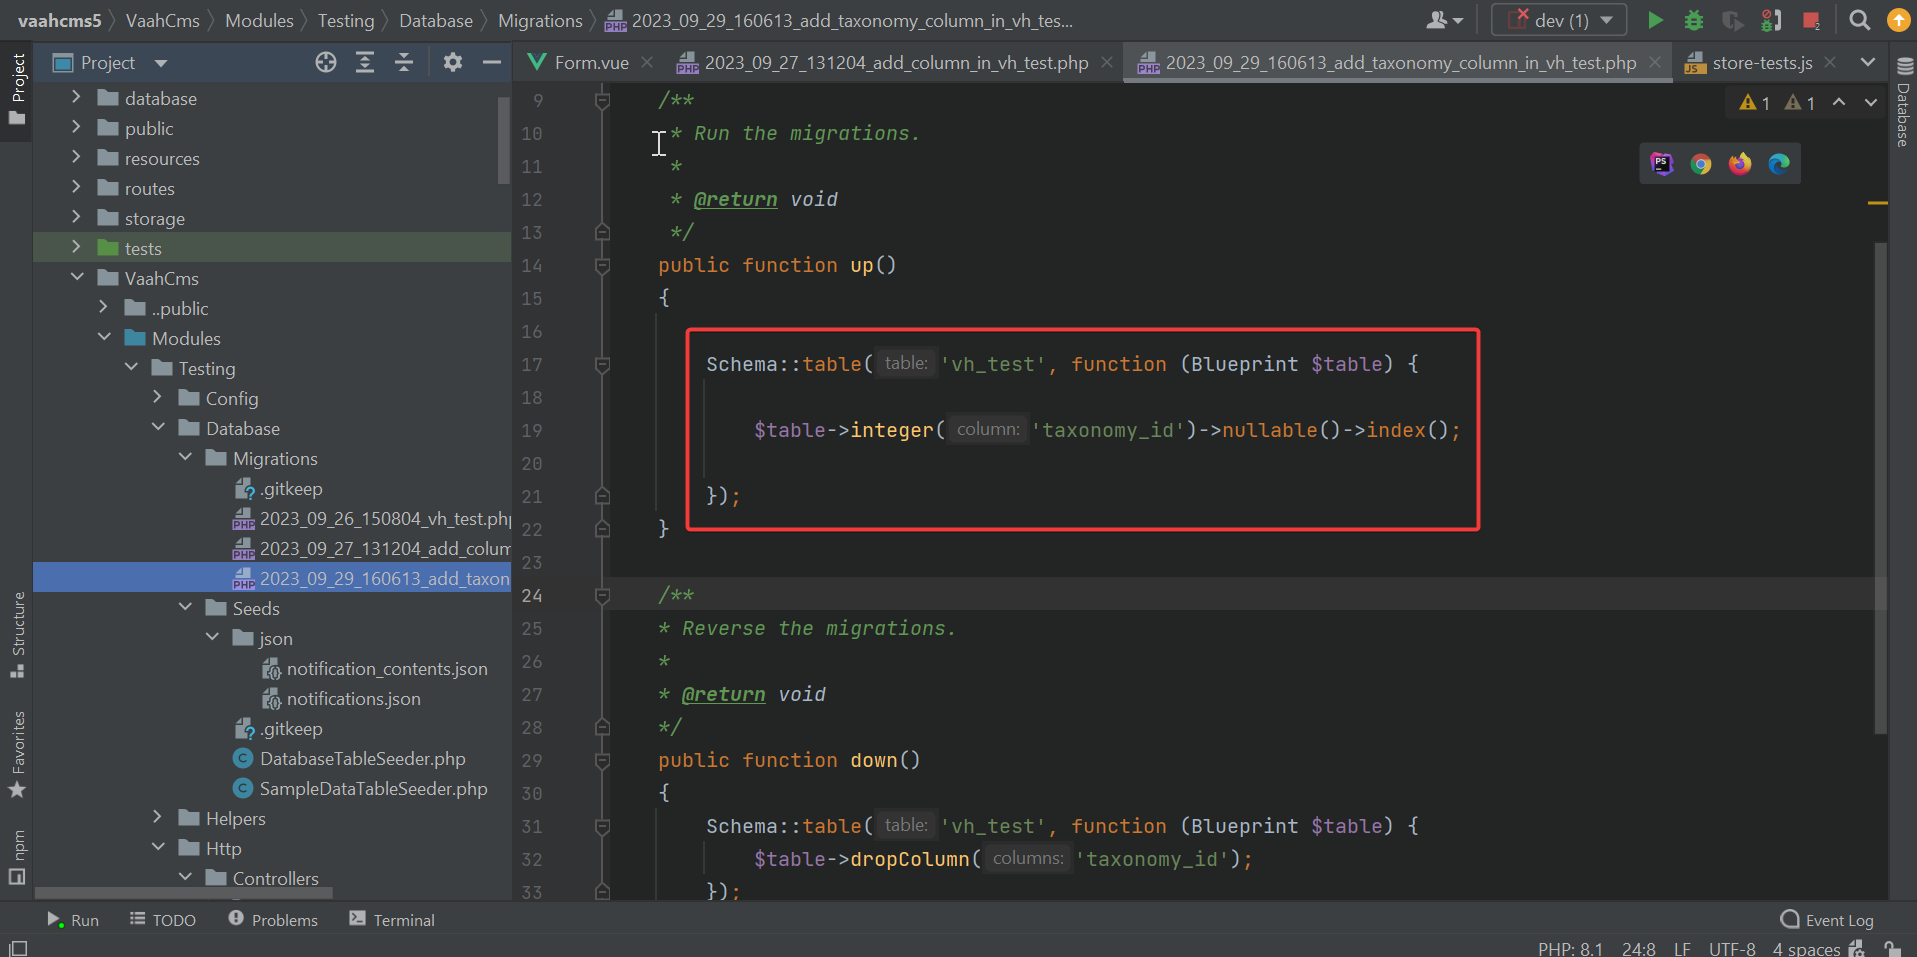 vaahcms5 VaahCms Modules Testing Database Migrations 2023_09_29_160613_add_taxonomy_column_in_vh_tes... dev (1) 2
Project
Form.vue 2023_09_27_131204_add_column_in_vh_test.php 2023_09_29_160613_add_taxonomy_column_in_vh_test.php store-tests.js
Project
Structure
Favorites
npm
Database
database
public
resources
routes
storage
tests
VaahCms
..public
Modules
Testing
Config
Database
Migrations
.gitkeep
2023_09_26_150804_vh_test.php
2023_09_27_131204_add_colum
2023_09_29_160613_add_taxon
Seeds
json
notification_contents.json
notifications.json
.gitkeep
DatabaseTableSeeder.php
SampleDataTableSeeder.php
Helpers
Http
Controllers
1 1
9 /**
10 * Run the migrations.
11 *
12 * @return void
13 */
14 public function up()
15 {
16
17 Schema::table( table: 'vh_test', function (Blueprint $table) {
18
19 $table->integer( column: 'taxonomy_id')->nullable()->index();
20
21 });
22 }
23
24 /**
25 * Reverse the migrations.
26 *
27 * @return void
28 */
29 public function down()
30 {
31 Schema::table( table: 'vh_test', function (Blueprint $table) {
32 $table->dropColumn( columns: 'taxonomy_id');
33 });
Run TODO Problems Terminal Event Log
PHP: 8.1 24:8 LF UTF-8 4 spaces